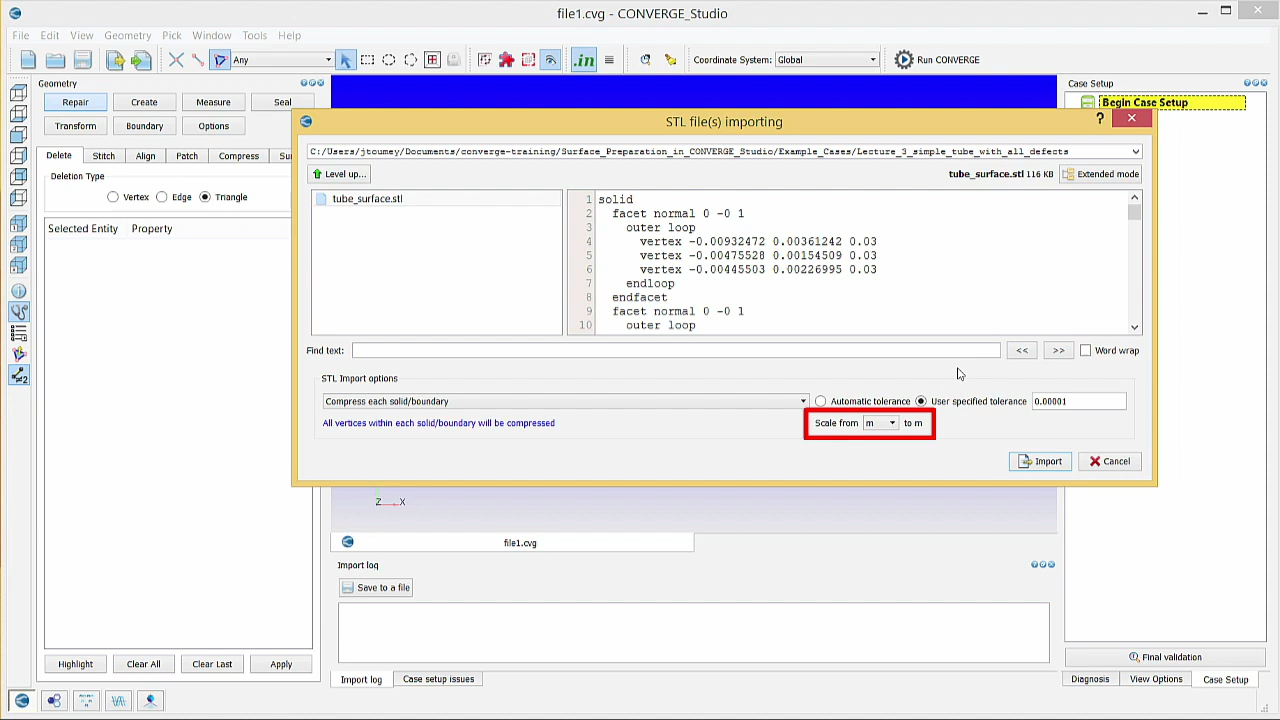 file1.cvg - CONVERGE_Studio
File Edit View Geometry Pick Window Tools Help
Any .in Coordinate System: Global Run CONVERGE
Geometry
Repair Create Measure Seal
Transform Boundary Options
Delete Stitch Align Patch Compress Su
Deletion Type
Vertex Edge Triangle
Selected Entity Property
Highlight Clear All Clear Last Apply
STL file(s) importing
?
C:/Users/jtoumey/Documents/converge-training/Surface_Preparation_in_CONVERGE_Studio/Example_Cases/Lecture_3_simple_tube_with_all_defects
Level up... tube_surface.stl 116 KB Extended mode
tube_surface.stl
1 solid
2 facet normal 0 -0 1
3 outer loop
4 vertex -0.00932472 0.00361242 0.03
5 vertex -0.00475528 0.00154509 0.03
6 vertex -0.00445503 0.00226995 0.03
7 endloop
8 endfacet
9 facet normal 0 -0 1
10 outer loop
Find text: << >> Word wrap
STL Import options
Compress each solid/boundary Automatic tolerance User specified tolerance 0.00001
All vertices within each solid/boundary will be compressed Scale from m to m
Import Cancel
Z X
file1.cvg
Import log
Save to a file
Import log Case setup issues
Case Setup
Begin Case Setup
Final validation
Diagnosis View Options Case Setup